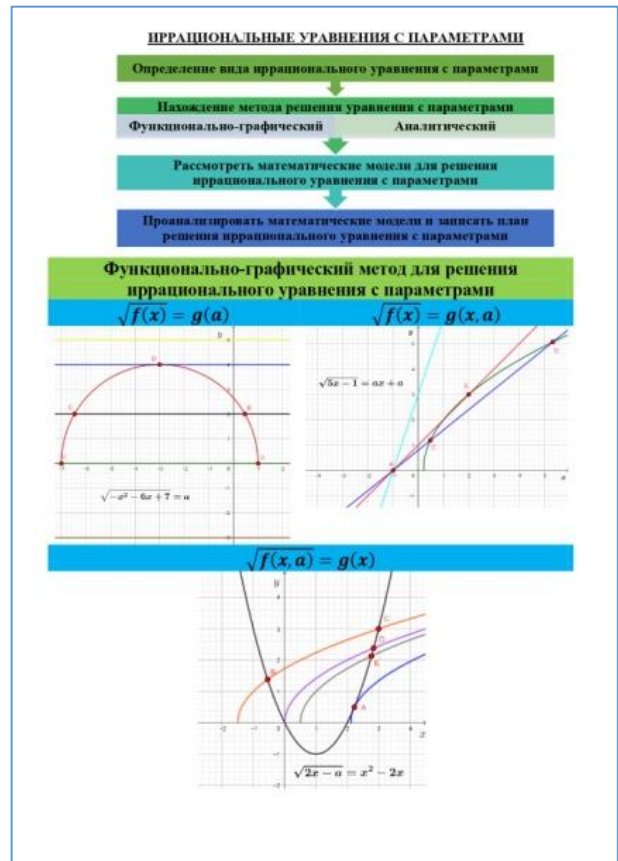 ИРРАЦИОНАЛЬНЫЕ УРАВНЕНИЯ С ПАРАМЕТРАМИ
Определение вида иррационального уравнения с параметрами
Нахождение метода решения уравнения с параметрами
Функционально-графический Аналитический
Рассмотреть математические модели для решения
иррационального уравнения с параметрами
Проанализировать математические модели и записать план
решения иррационального уравнения с параметрами
Функционально-графический метод для решения
иррационального уравнения с параметрами
√f(x) = g(a) √f(x) = g(x, a)
√5x − 1 = ax + a
√−x² − 6x + 7 = a
√f(x, a) = g(x)
√2x − a = x² − 2x